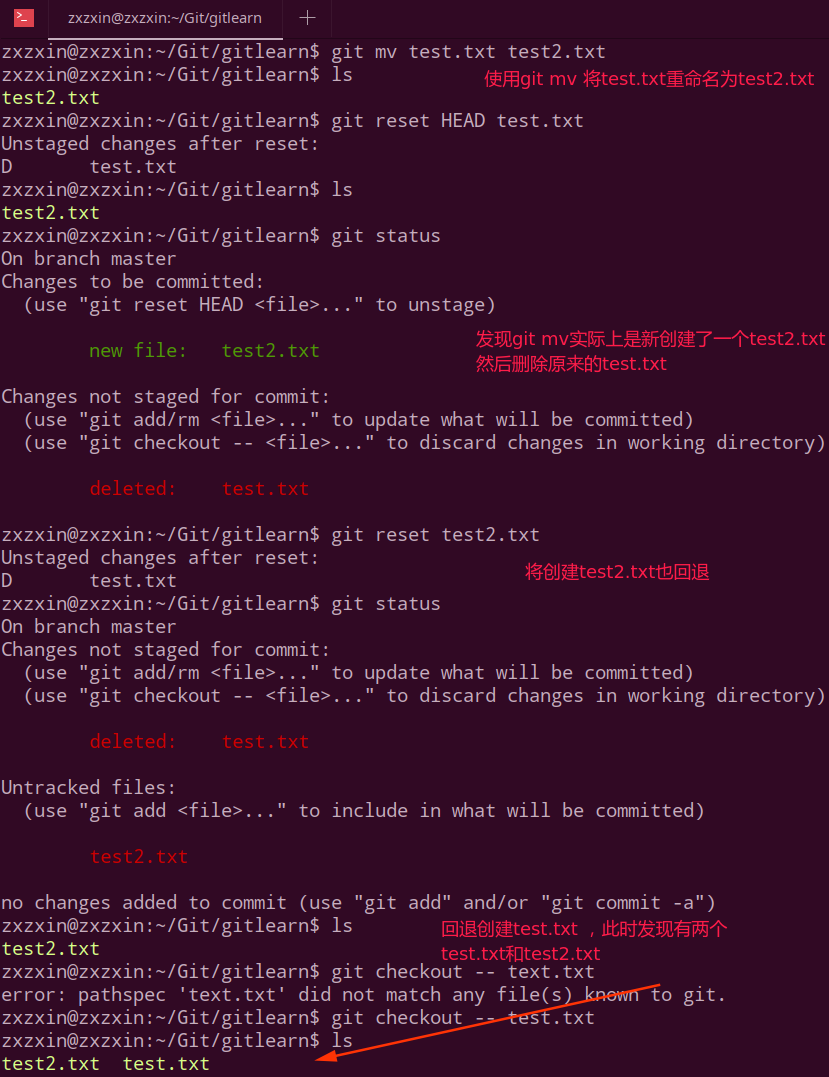 zxzxin@zxzxin:~/Git/gitlearn
zxzxin@zxzxin:~/Git/gitlearn$ git mv test.txt test2.txt
zxzxin@zxzxin:~/Git/gitlearn$ ls
使用git mv 将test.txt重命名为test2.txt
test2.txt
zxzxin@zxzxin:~/Git/gitlearn$ git reset HEAD test.txt
Unstaged changes after reset:
D       test.txt
zxzxin@zxzxin:~/Git/gitlearn$ ls
test2.txt
zxzxin@zxzxin:~/Git/gitlearn$ git status
On branch master
Changes to be committed:
  (use "git reset HEAD <file>..." to unstage)
发现git mv实际上是新创建了一个test2.txt
        new file:   test2.txt
然后删除原来的test.txt
Changes not staged for commit:
  (use "git add/rm <file>..." to update what will be committed)
  (use "git checkout -- <file>..." to discard changes in working directory)
        deleted:    test.txt
zxzxin@zxzxin:~/Git/gitlearn$ git reset test2.txt
Unstaged changes after reset:
将创建test2.txt也回退
D       test.txt
zxzxin@zxzxin:~/Git/gitlearn$ git status
On branch master
Changes not staged for commit:
  (use "git add/rm <file>..." to update what will be committed)
  (use "git checkout -- <file>..." to discard changes in working directory)
        deleted:    test.txt
Untracked files:
  (use "git add <file>..." to include in what will be committed)
        test2.txt
no changes added to commit (use "git add" and/or "git commit -a")
zxzxin@zxzxin:~/Git/gitlearn$ ls
回退创建test.txt ，此时发现有两个
test2.txt
test.txt和test2.txt
zxzxin@zxzxin:~/Git/gitlearn$ git checkout -- text.txt
error: pathspec 'text.txt' did not match any file(s) known to git.
zxzxin@zxzxin:~/Git/gitlearn$ git checkout -- test.txt
zxzxin@zxzxin:~/Git/gitlearn$ ls
test2.txt  test.txt